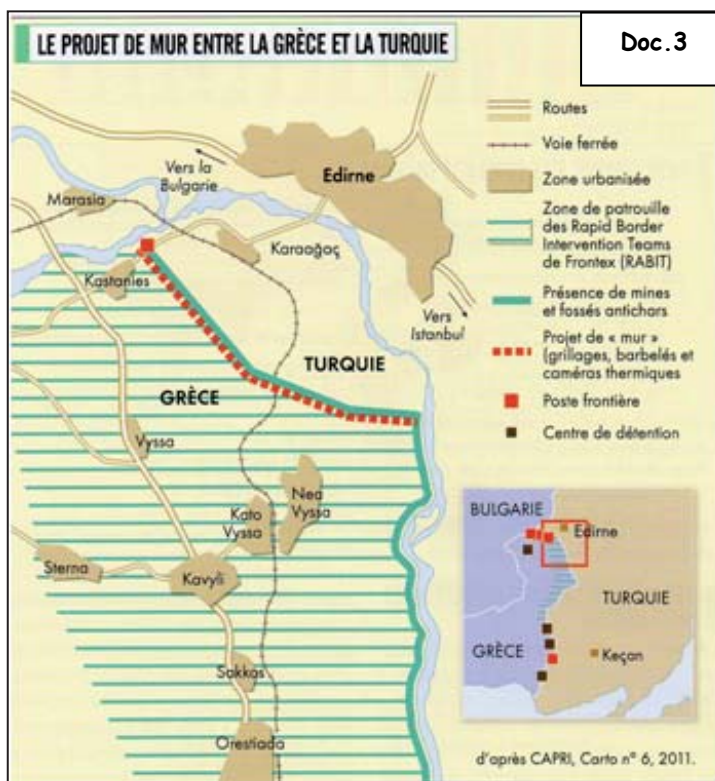 LE PROJET DE MUR ENTRE LA GRÈCE ET LA TURQUIE
Doc.3
Routes
Voie ferrée
Zone urbanisée
Zone de patrouille
des Rapid Border
Intervention Teams
de Frontex (RABIT)
Présence de mines
et fossés antichars
Projet de « mur »
(grillages, barbelés et
caméras thermiques
Poste frontière
Centre de détention
Vers la
Bulgarie
Edirne
Marasia
Karaağaç
Kastanies
Vers
Istanbul
TURQUIE
GRÈCE
Vyssa
Nea
Vyssa
Kato
Vyssa
Sterna
Kavyli
Sakkos
Orestiada
BULGARIE
Edirne
TURQUIE
GRÈCE
Keçan
d'après CAPRI, Carto n° 6, 2011.